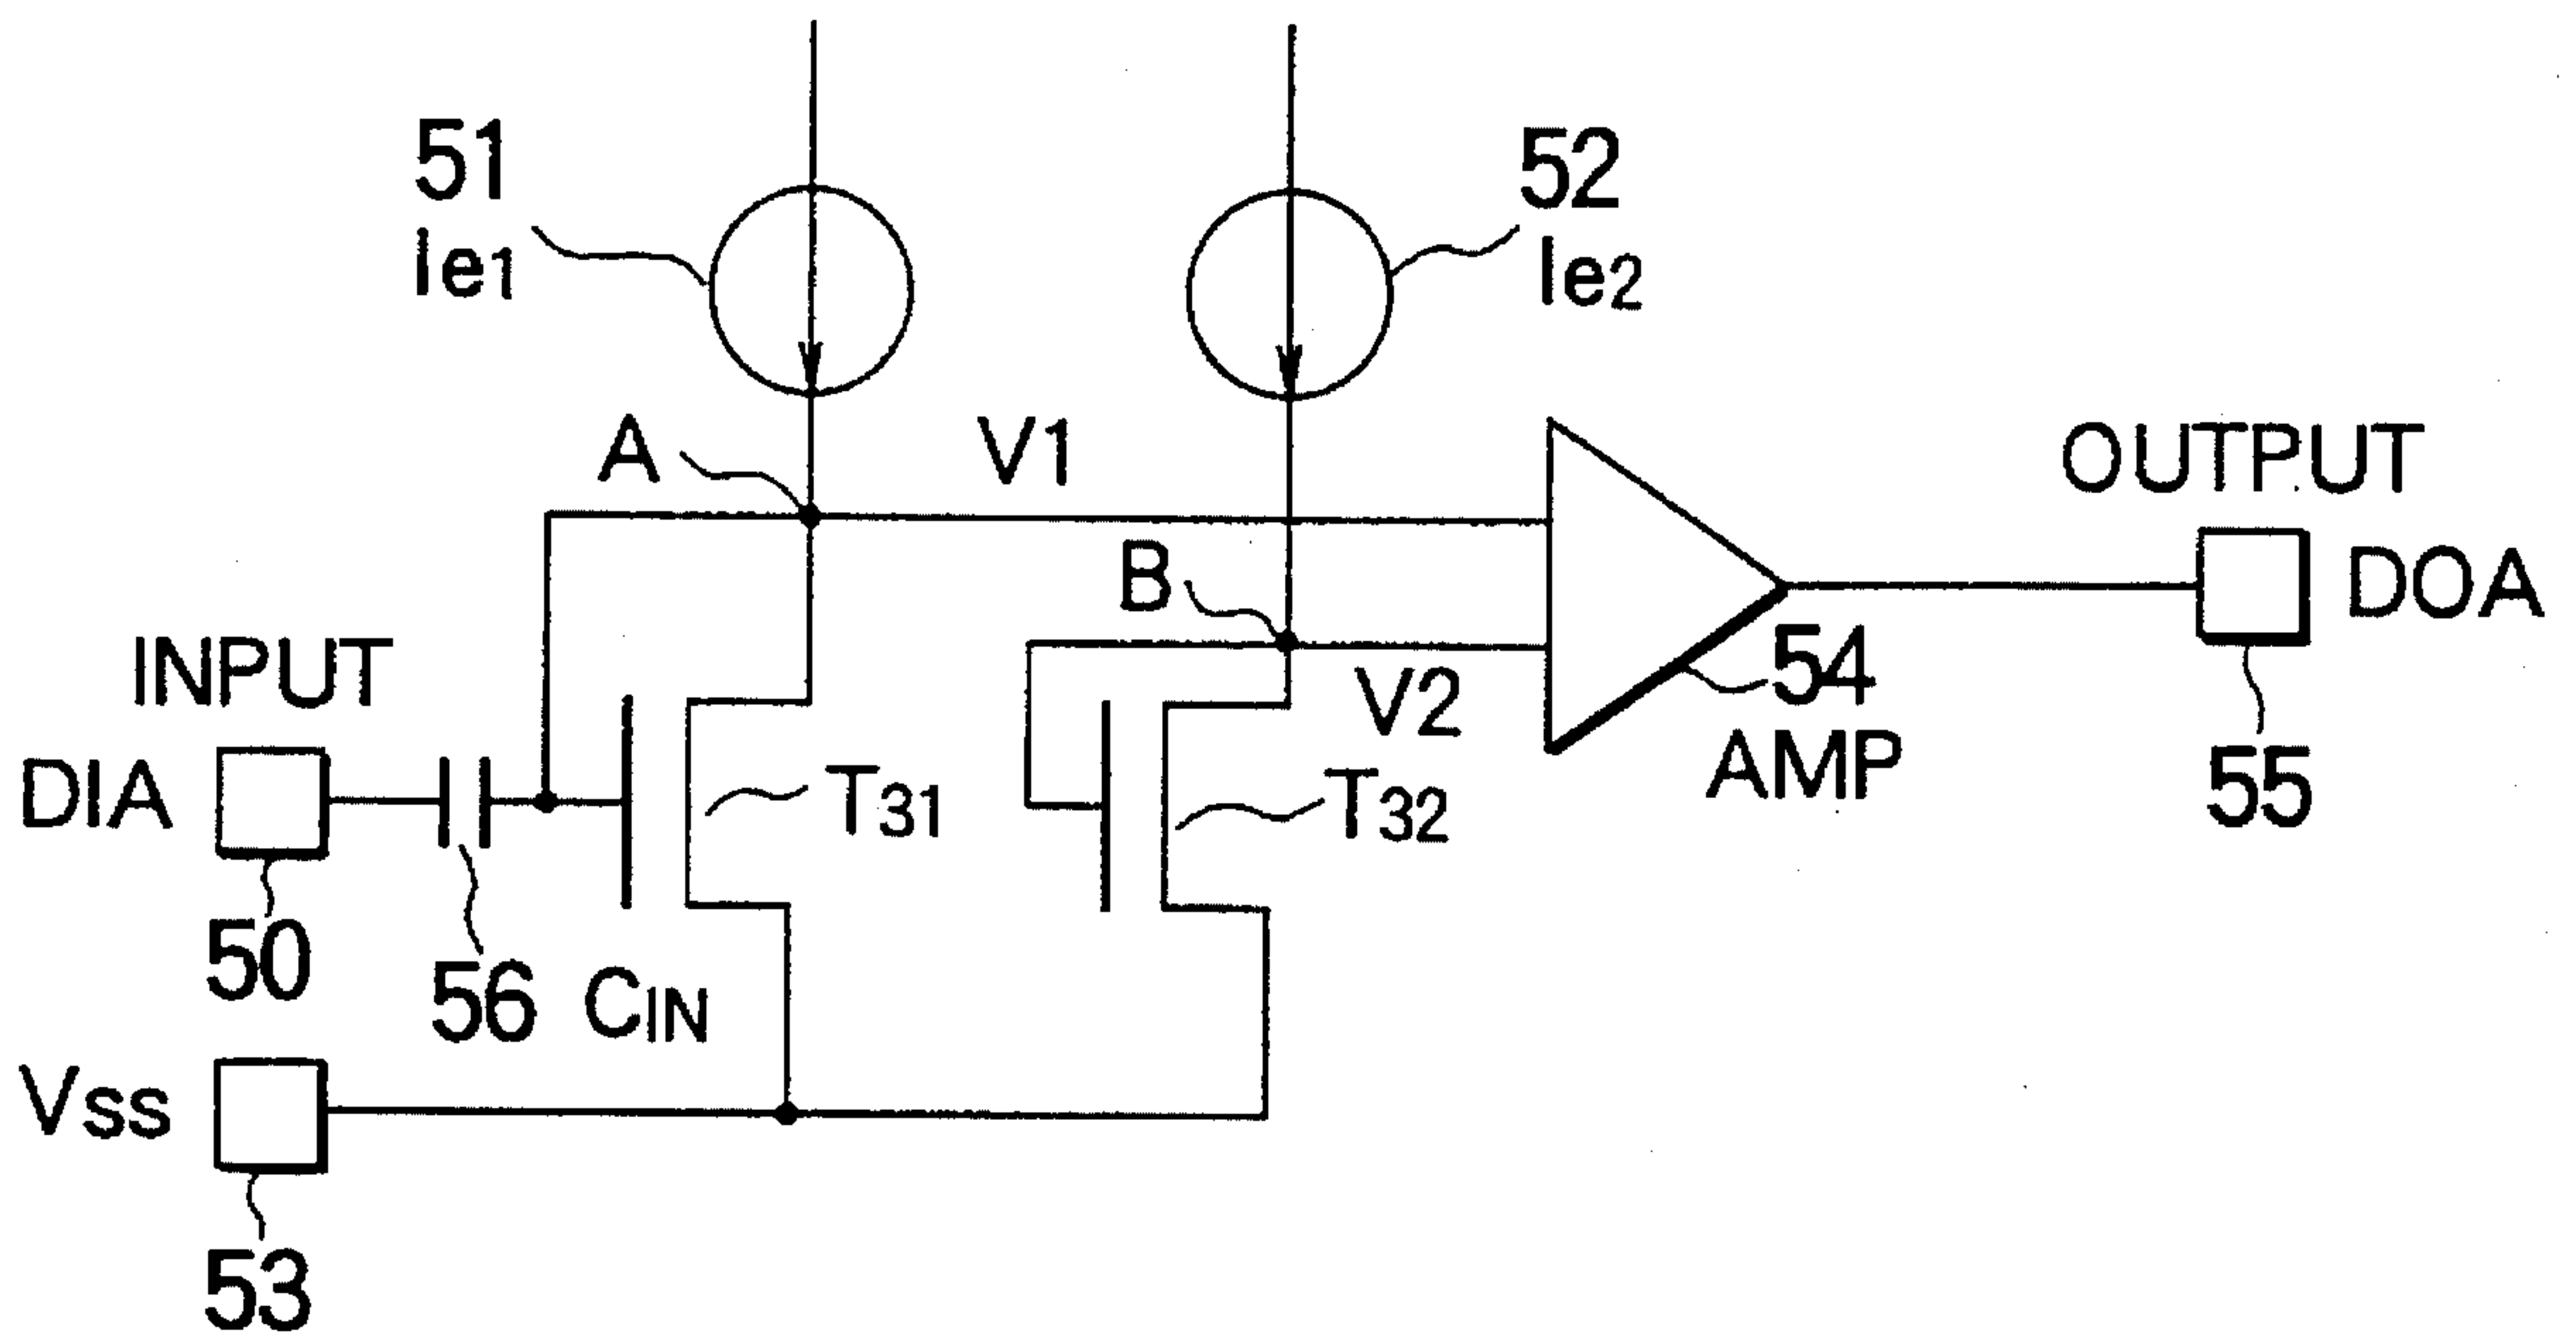 51
Ie1
52
Ie2
A
V1
OUTPUT
B
DOA
INPUT
V2
54
AMP
DIA
T31
T32
55
50
56
CIN
VSS
53